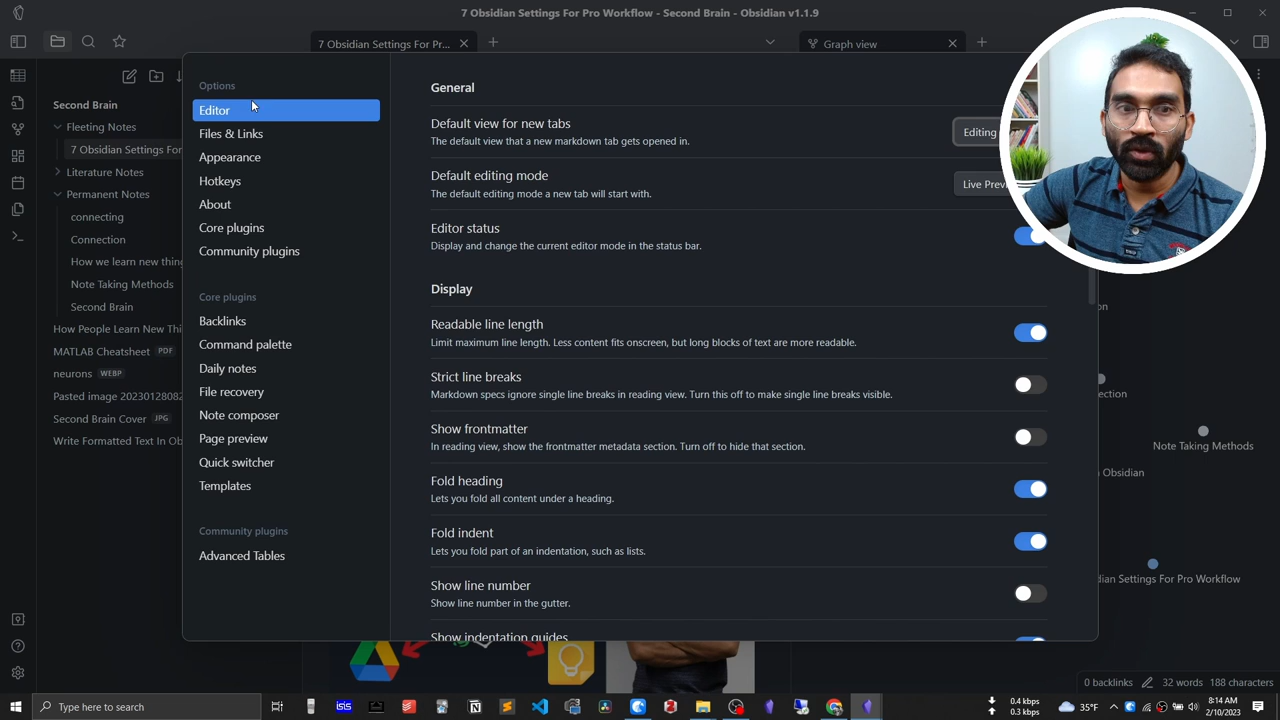 7 Obsidian Settings For Pro Workflow - Second Brain - Obsidian v1.1.9
7 Obsidian Settings For Pr...
Graph view
Second Brain
Fleeting Notes
7 Obsidian Settings For
Literature Notes
Permanent Notes
connecting
Connection
How we learn new thin
Note Taking Methods
Second Brain
How People Learn New Thi
MATLAB Cheatsheet PDF
neurons WEBP
Pasted image 20230128082
Second Brain Cover JPG
Write Formatted Text In Ob
Options
Editor
Files & Links
Appearance
Hotkeys
About
Core plugins
Community plugins
Core plugins
Backlinks
Command palette
Daily notes
File recovery
Note composer
Page preview
Quick switcher
Templates
Community plugins
Advanced Tables
General
Default view for new tabs
Editing
The default view that a new markdown tab gets opened in.
Default editing mode
Live Previ
The default editing mode a new tab will start with.
Editor status
Display and change the current editor mode in the status bar.
Display
Readable line length
Limit maximum line length. Less content fits onscreen, but long blocks of text are more readable.
Strict line breaks
Markdown specs ignore single line breaks in reading view. Turn this off to make single line breaks visible.
Show frontmatter
In reading view, show the frontmatter metadata section. Turn off to hide that section.
Fold heading
Lets you fold all content under a heading.
Fold indent
Lets you fold part of an indentation, such as lists.
Show line number
Show line number in the gutter.
Show indentation guides
on
ection
Note Taking Methods
Obsidian
dian Settings For Pro Workflow
0 backlinks 32 words 188 characters
Type here to search
isis
0.4 kbps
0.3 kbps
35°F
8:14 AM
2/10/2023